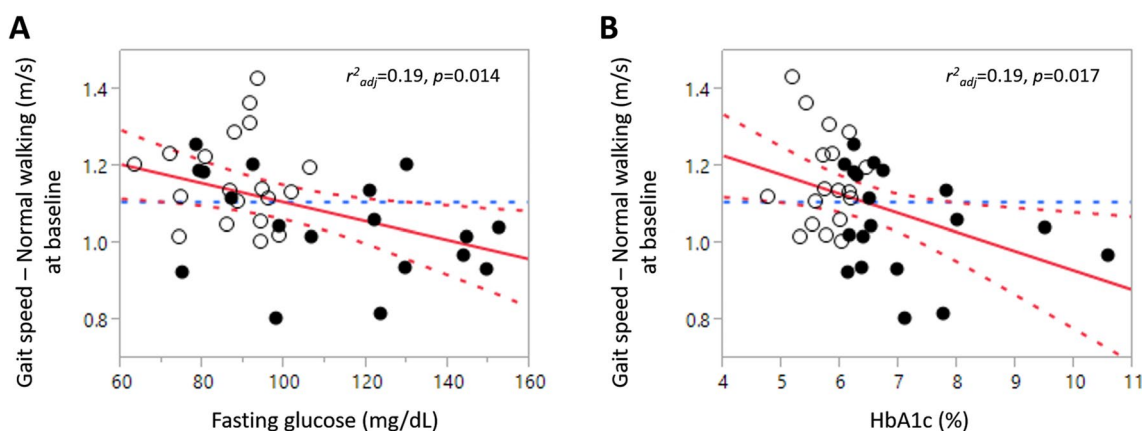 A
Gait speed – Normal walking (m/s)
at baseline
1.4
1.2
1.0
0.8
r²adj=0.19, p=0.014
60 80 100 120 140 160
Fasting glucose (mg/dL)
B
Gait speed – Normal walking (m/s)
at baseline
1.4
1.2
1.0
0.8
r²adj=0.19, p=0.017
4 5 6 7 8 9 10 11
HbA1c (%)